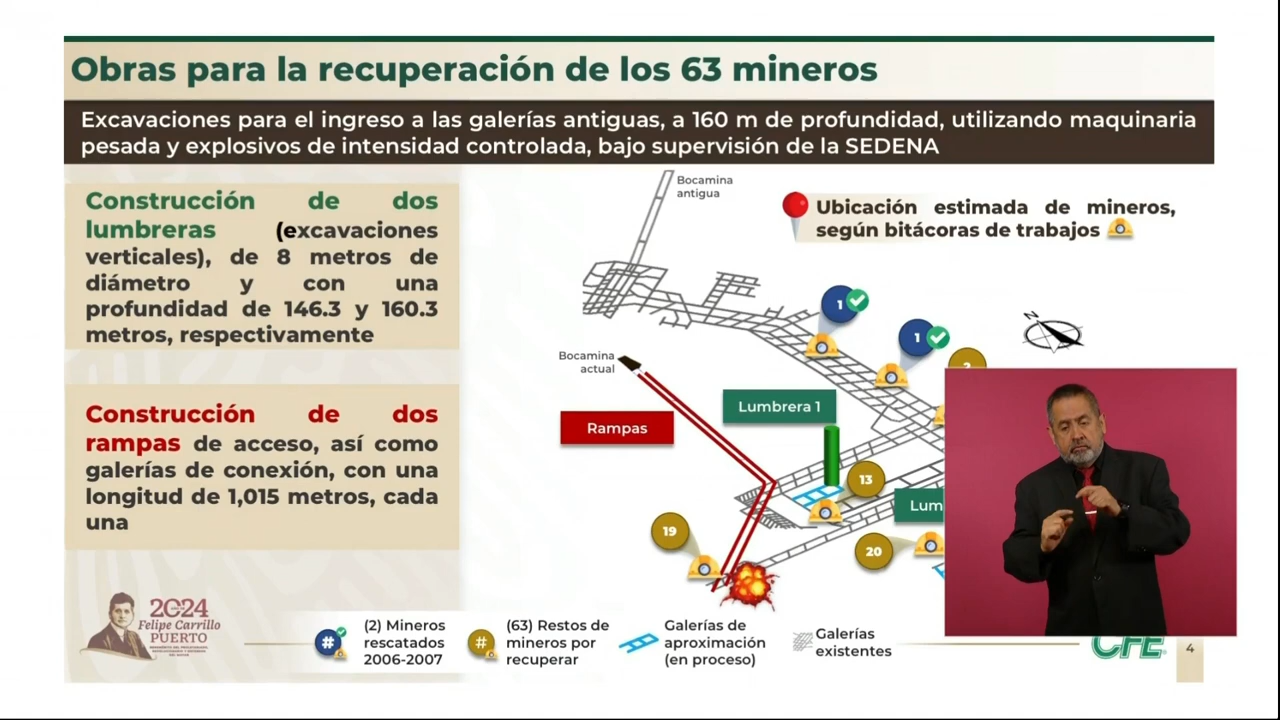 Obras para la recuperación de los 63 mineros
Excavaciones para el ingreso a las galerías antiguas, a 160 m de profundidad, utilizando maquinaria
pesada y explosivos de intensidad controlada, bajo supervisión de la SEDENA
Construcción de dos
lumbreras (excavaciones
verticales), de 8 metros de
diámetro y con una
profundidad de 146.3 y 160.3
metros, respectivamente
Construcción de dos
rampas de acceso, así como
galerías de conexión, con una
longitud de 1,015 metros, cada
una
Bocamina
antigua
Ubicación estimada de mineros,
según bitácoras de trabajos
1
1
N
Bocamina
actual
Lumbrera 1
Rampas
13
Lum
19
20
2024
Felipe Carrillo
PUERTO
#
(2) Mineros
rescatados
2006-2007
#
(63) Restos de
mineros por
recuperar
Galerías de
aproximación
(en proceso)
Galerías
existentes
CFE
4